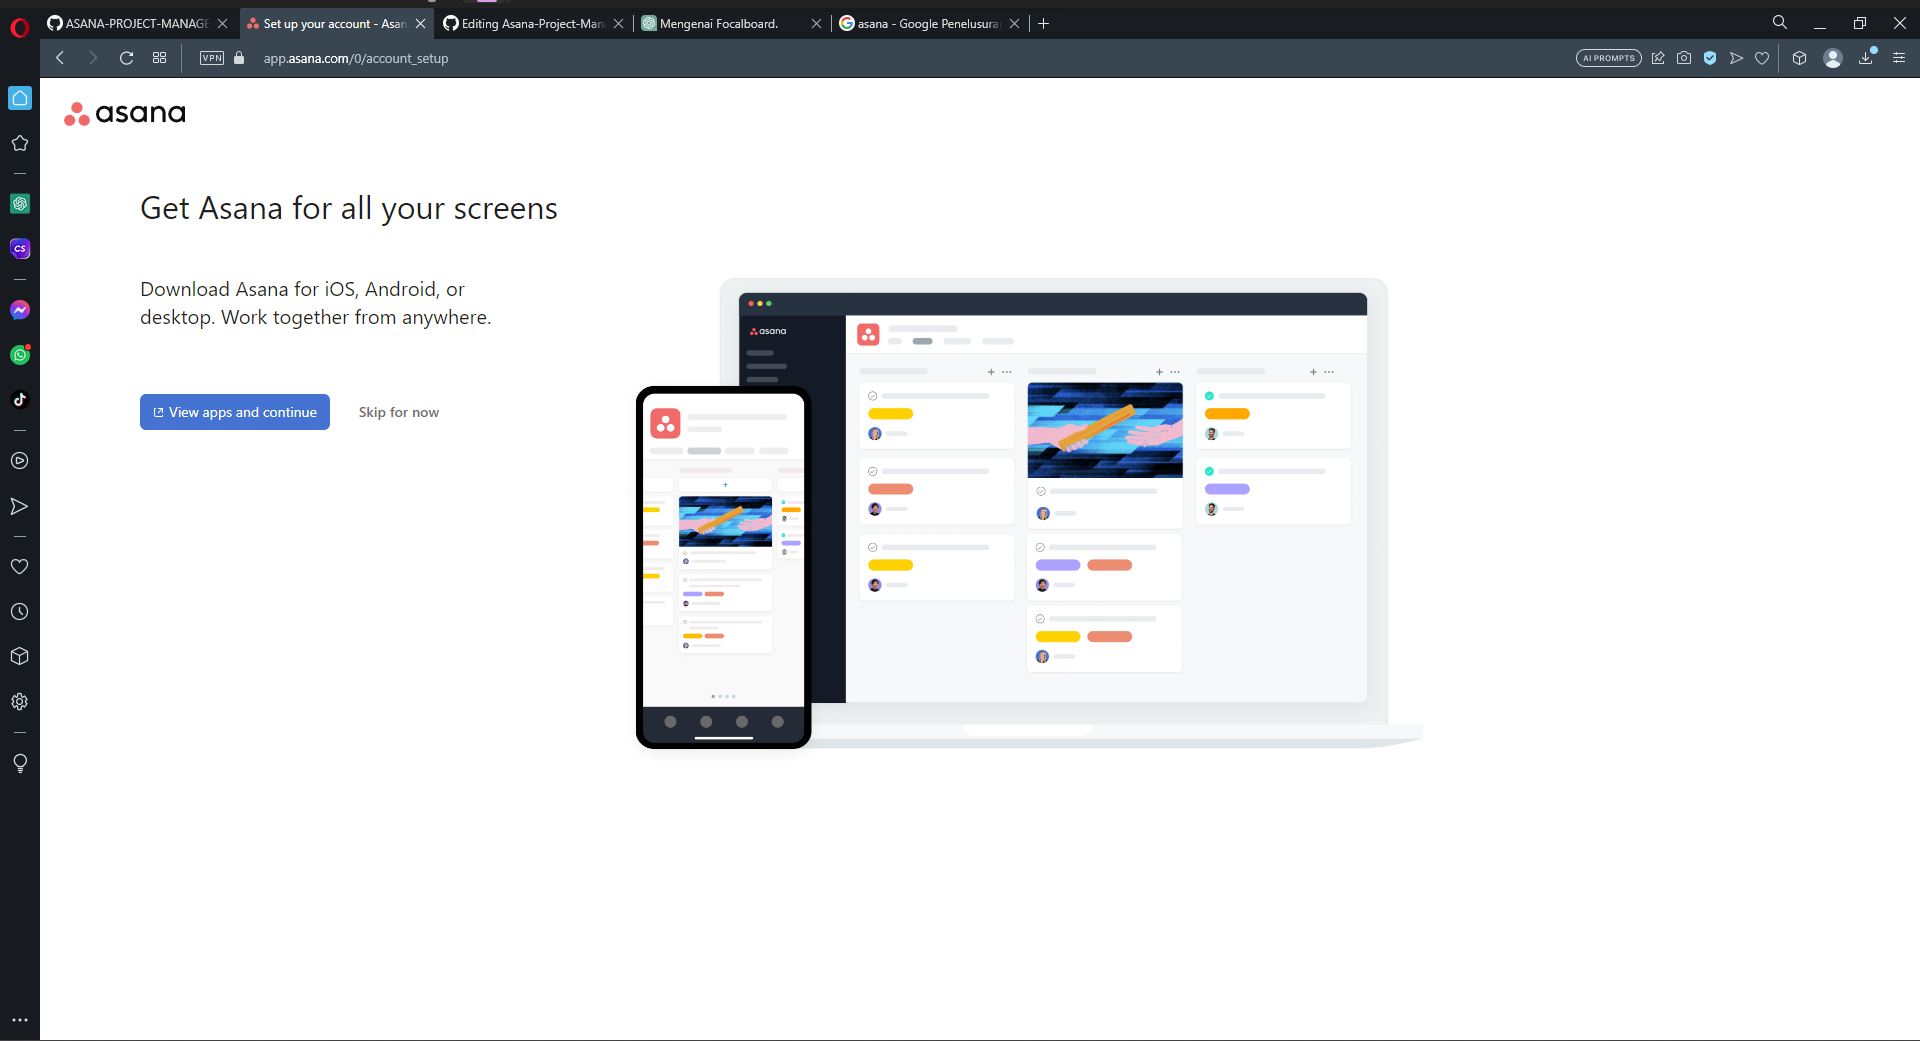 ASANA-PROJECT-MANAGE
Set up your account - Asan
Editing Asana-Project-Man
Mengenai Focalboard.
asana - Google Penelusura
VPN
app.asana.com/0/account_setup
AI PROMPTS
CS
asana
Get Asana for all your screens
Download Asana for iOS, Android, or
desktop. Work together from anywhere.
View apps and continue
Skip for now
asana